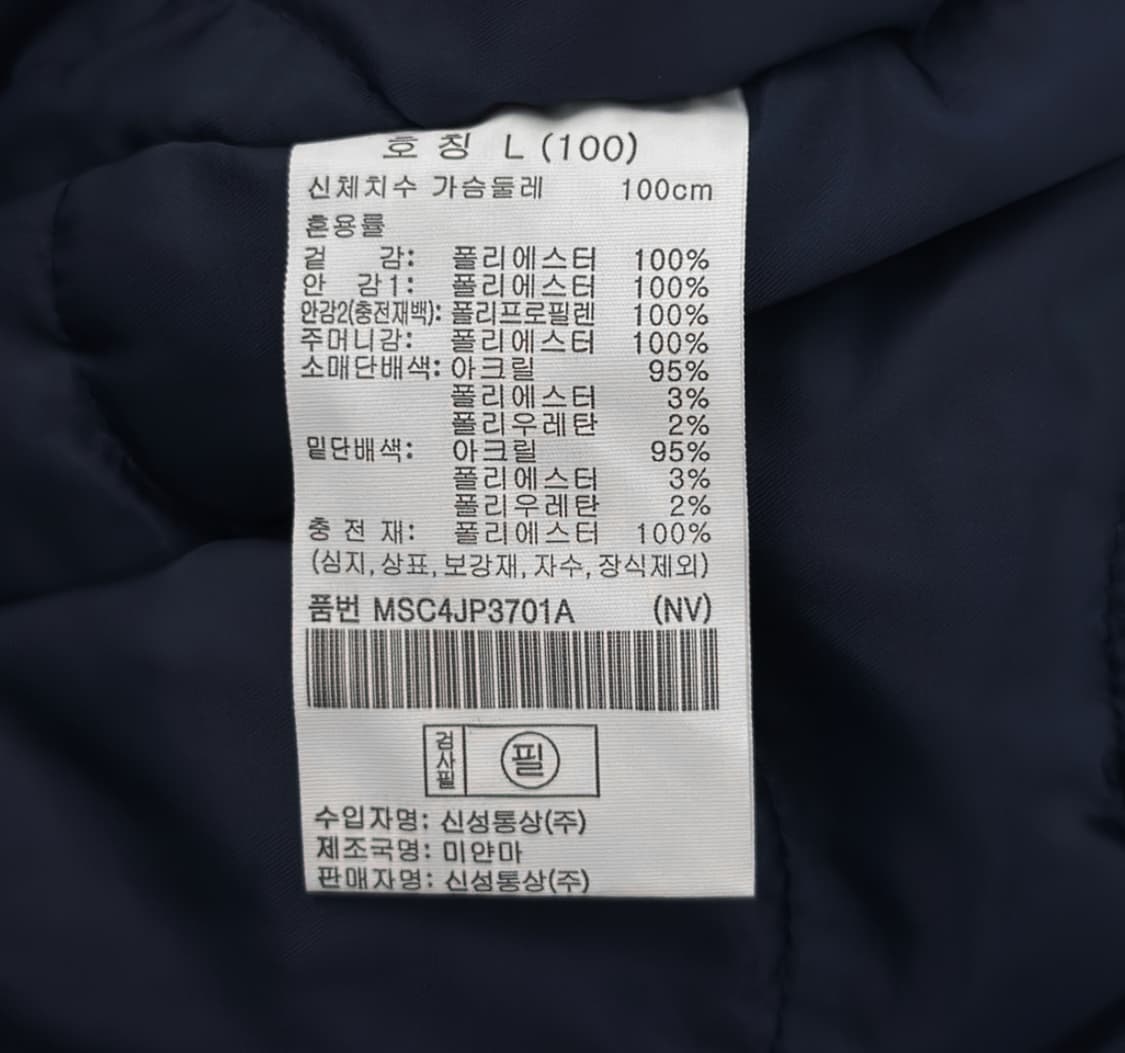 호 칭 L (100)
신체치수 가슴둘레 100cm
혼용률
겉 감: 폴리에스터 100%
안 감1: 폴리에스터 100%
안감2(충전재백): 폴리프로필렌 100%
주머니감: 폴리에스터 100%
소매단배색: 아크릴 95%
폴리에스터 3%
폴리우레탄 2%
밑단배색: 아크릴 95%
폴리에스터 3%
폴리우레탄 2%
충 전 재: 폴리에스터 100%
(심지,상표,보강재,자수,장식제외)
품번 MSC4JP3701A (NV)
검사필 필
수입자명: 신성통상(주)
제조국명: 미얀마
판매자명: 신성통상(주)